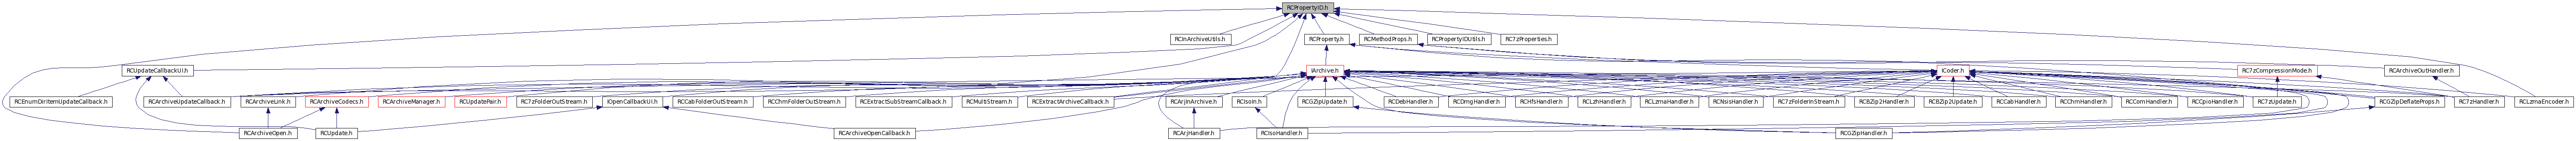 RCPropertyID.h
RCInArchiveUtils.h
RCProperty.h
RCMethodProps.h
RCPropertyIDUtils.h
RC7zProperties.h
RCUpdateCallbackUI.h
IArchive.h
ICoder.h
RC7zCompressionMode.h
RCArchiveOutHandler.h
RCEnumDirItemUpdateCallback.h
RCArchiveUpdateCallback.h
RCArchiveLink.h
RCArchiveCodecs.h
RCArchiveManager.h
RCUpdatePair.h
RC7zFolderOutStream.h
IOpenCallbackUI.h
RCCabFolderOutStream.h
RCChmFolderOutStream.h
RCExtractSubStreamCallback.h
RCMultiStream.h
RCExtractArchiveCallback.h
RCArjInArchive.h
RCIsoIn.h
RCGZipUpdate.h
RCDebHandler.h
RCDmgHandler.h
RCHfsHandler.h
RCLzhHandler.h
RCLzmaHandler.h
RCNsisHandler.h
RC7zFolderInStream.h
RCBZip2Handler.h
RCBZip2Update.h
RCCabHandler.h
RCChmHandler.h
RCComHandler.h
RCCpioHandler.h
RC7zUpdate.h
RCGZipDeflateProps.h
RC7zHandler.h
RCLzmaEncoder.h
RCArchiveOpen.h
RCUpdate.h
RCArchiveOpenCallback.h
RCArjHandler.h
RCIsoHandler.h
RCGZipHandler.h